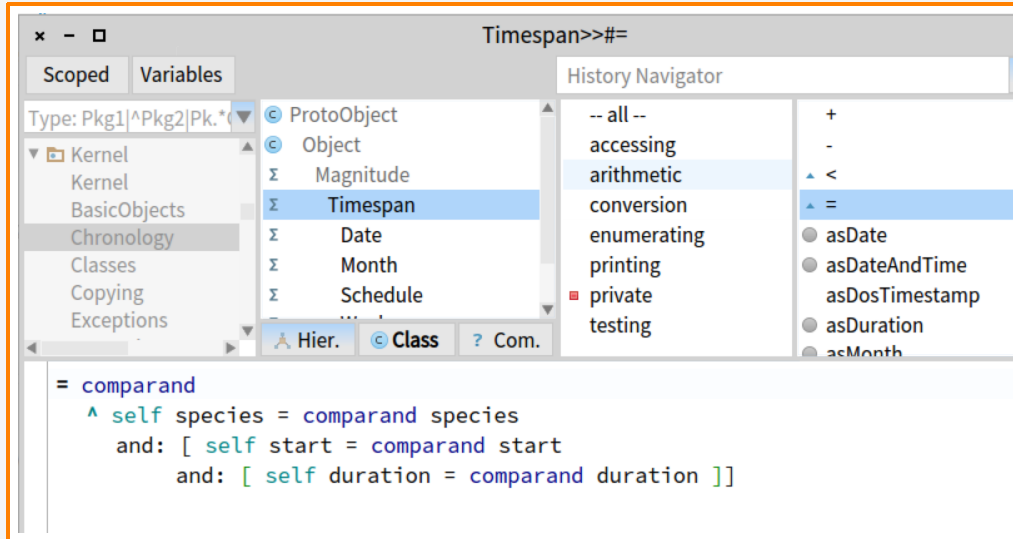 Timespan>>#=
Scoped Variables
History Navigator
Type: Pkg1|^Pkg2|Pk.*
Kernel
Kernel
BasicObjects
Chronology
Classes
Copying
Exceptions
ProtoObject
Object
Magnitude
Timespan
Date
Month
Schedule
Hier. Class ? Com.
-- all --
accessing
arithmetic
conversion
enumerating
printing
private
testing
+
-
<
=
asDate
asDateAndTime
asDosTimestamp
asDuration
asMonth
= comparand
^ self species = comparand species
and: [ self start = comparand start
and: [ self duration = comparand duration ]]